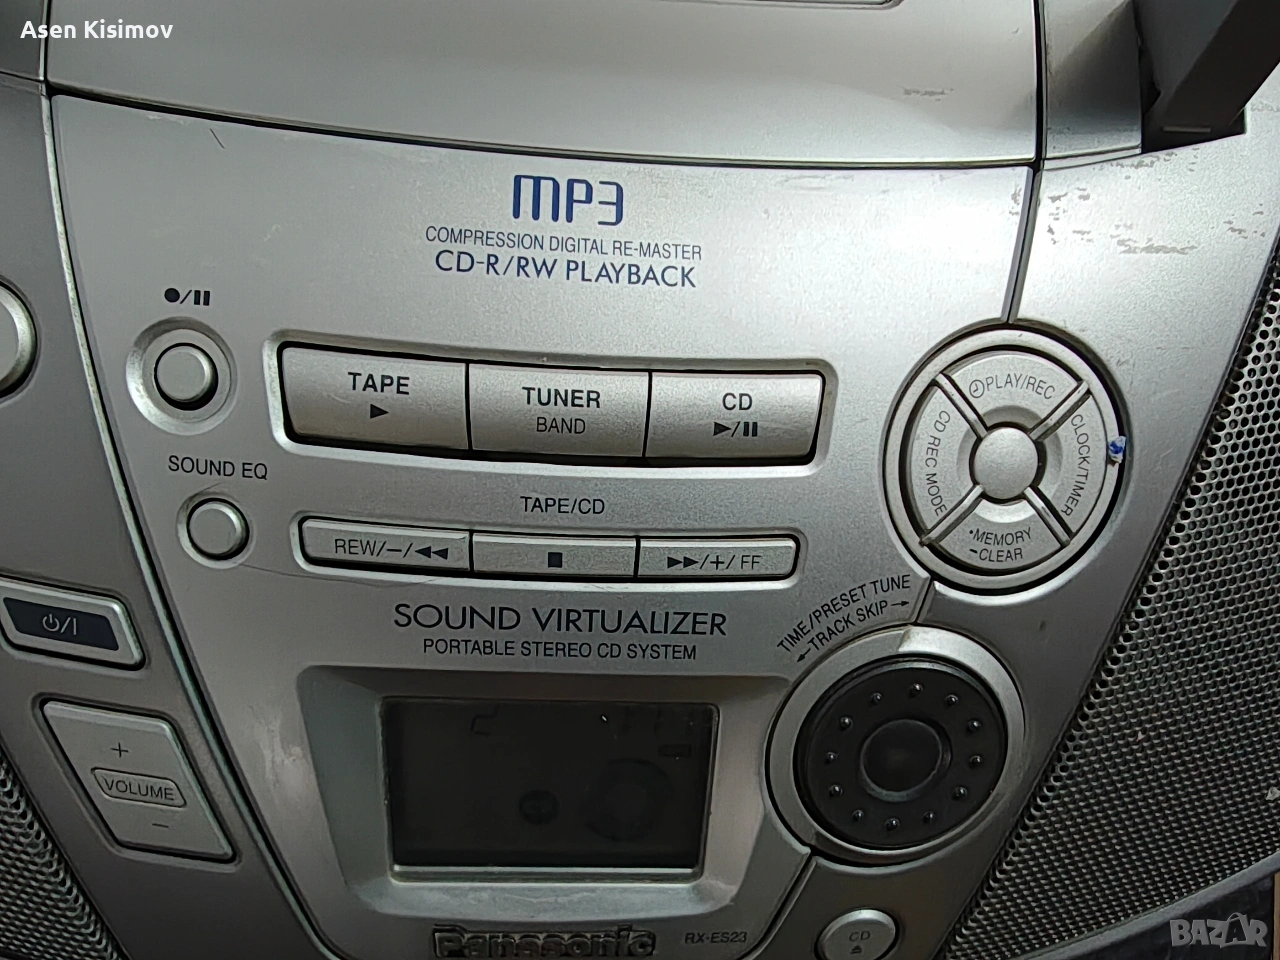 Asen Kisimov
MP3
COMPRESSION DIGITAL RE-MASTER
CD-R/RW PLAYBACK
●/❚❚
TAPE
▶
TUNER
BAND
CD
▶/❚❚
PLAY/REC
CD REC MODE
CLOCK/TIMER
•MEMORY
–CLEAR
SOUND EQ
TAPE/CD
REW/−/◀◀
■
▶▶/+/FF
SOUND VIRTUALIZER
PORTABLE STEREO CD SYSTEM
TIME/PRESET TUNE
←TRACK SKIP→
⏻/I
+
VOLUME
−
Panasonic
RX-ES23
CD
BAZAR